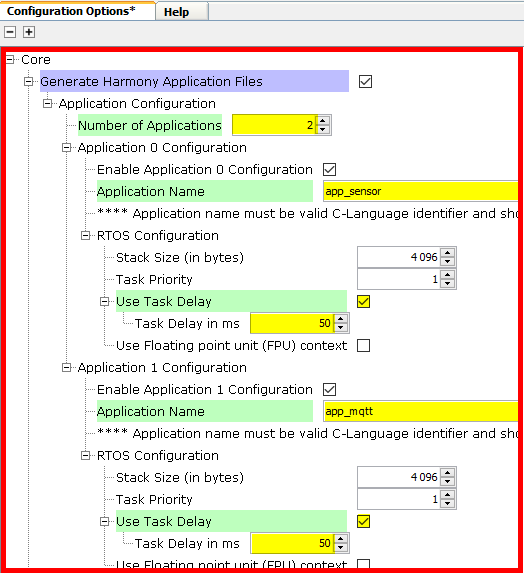 Configuration Options* Help
Core
Generate Harmony Application Files
Application Configuration
Number of Applications 2
Application 0 Configuration
Enable Application 0 Configuration
Application Name app_sensor
**** Application name must be valid C-Language identifier and sho
RTOS Configuration
Stack Size (in bytes) 4 096
Task Priority 1
Use Task Delay
Task Delay in ms 50
Use Floating point unit (FPU) context
Application 1 Configuration
Enable Application 1 Configuration
Application Name app_mqtt
**** Application name must be valid C-Language identifier and sho
RTOS Configuration
Stack Size (in bytes) 4 096
Task Priority 1
Use Task Delay
Task Delay in ms 50
Use Floating point unit (FPU) context